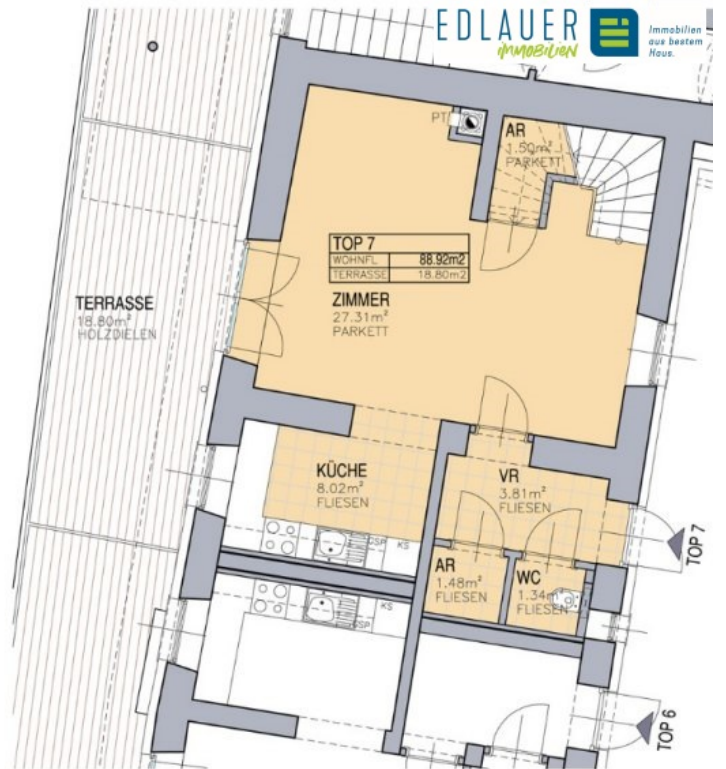 EDLAUER
IMMOBILIEN
Immobilien
aus bestem
Haus.
PT
AR
1.50m²
PARKETT
TOP 7
WOHNFL. 88.92m2
TERRASSE 18.80m2
ZIMMER
27.31m²
PARKETT
TERRASSE
18.80m²
HOLZDIELEN
KÜCHE
8.02m²
FLIESEN
VR
3.81m²
FLIESEN
GSP
KS
AR
1.48m²
FLIESEN
WC
1.34m²
FLIESEN
TOP 7
KS
GSP
TOP 6